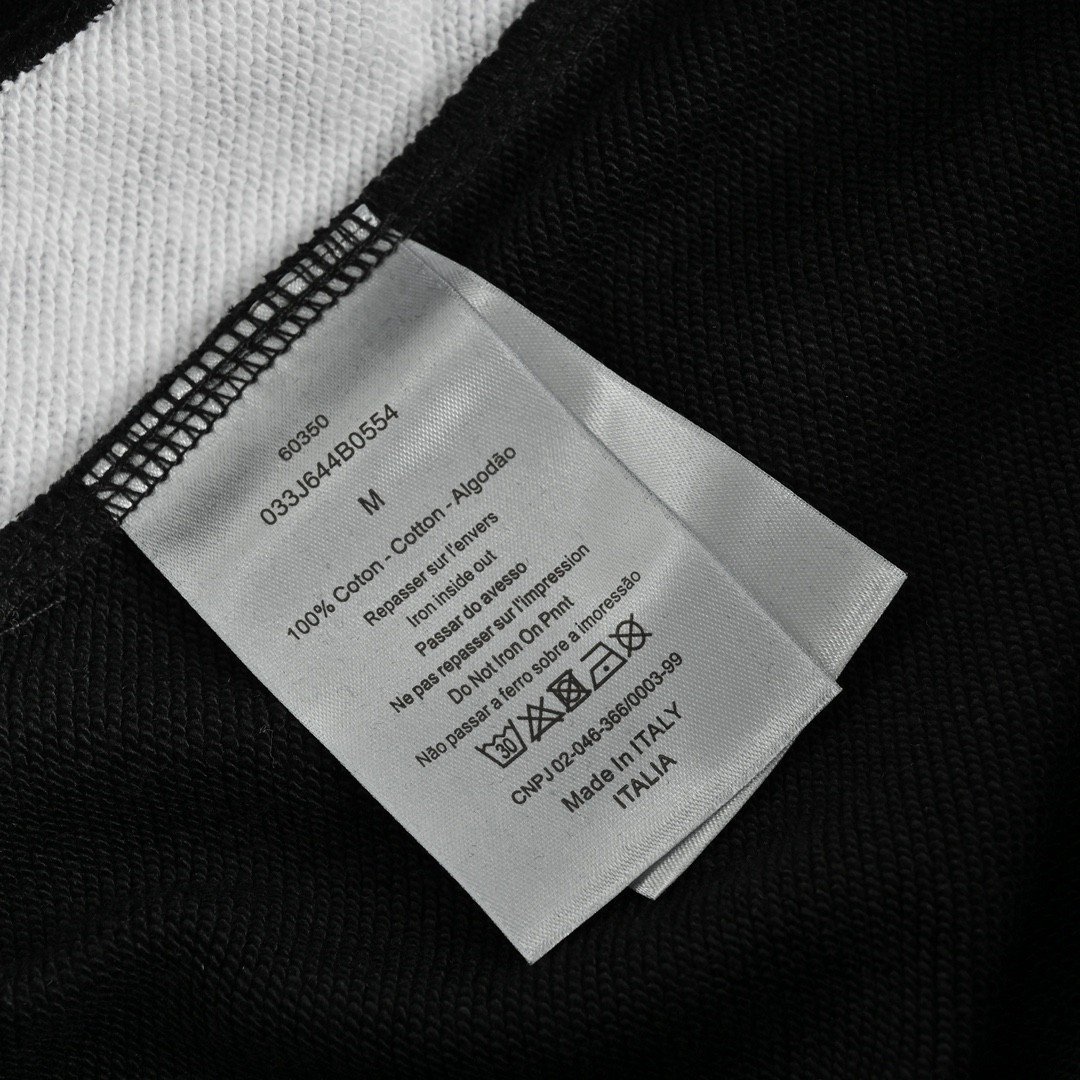 60350
033J644B0554
M
100% Coton - Cotton - Algodão
Repasser sur l'envers
Iron inside out
Passar do avesso
Ne pas repasser sur l'impression
Do Not Iron On Pnnt
Não passar a ferro sobre a imoressão
30
CNPJ 02-046-366/0003-99
Made In ITALY
ITALIA